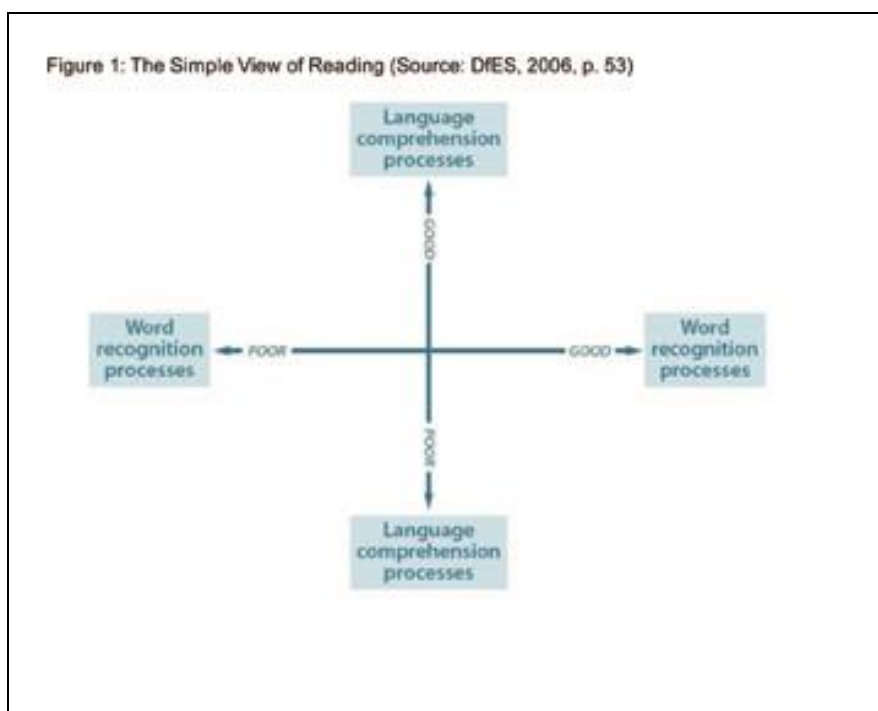 Figure 1: The Simple View of Reading (Source: DfES, 2006, p. 53)
Language
comprehension
processes
GOOD
Word
recognition
processes
POOR
GOOD
Word
recognition
processes
POOR
Language
comprehension
processes